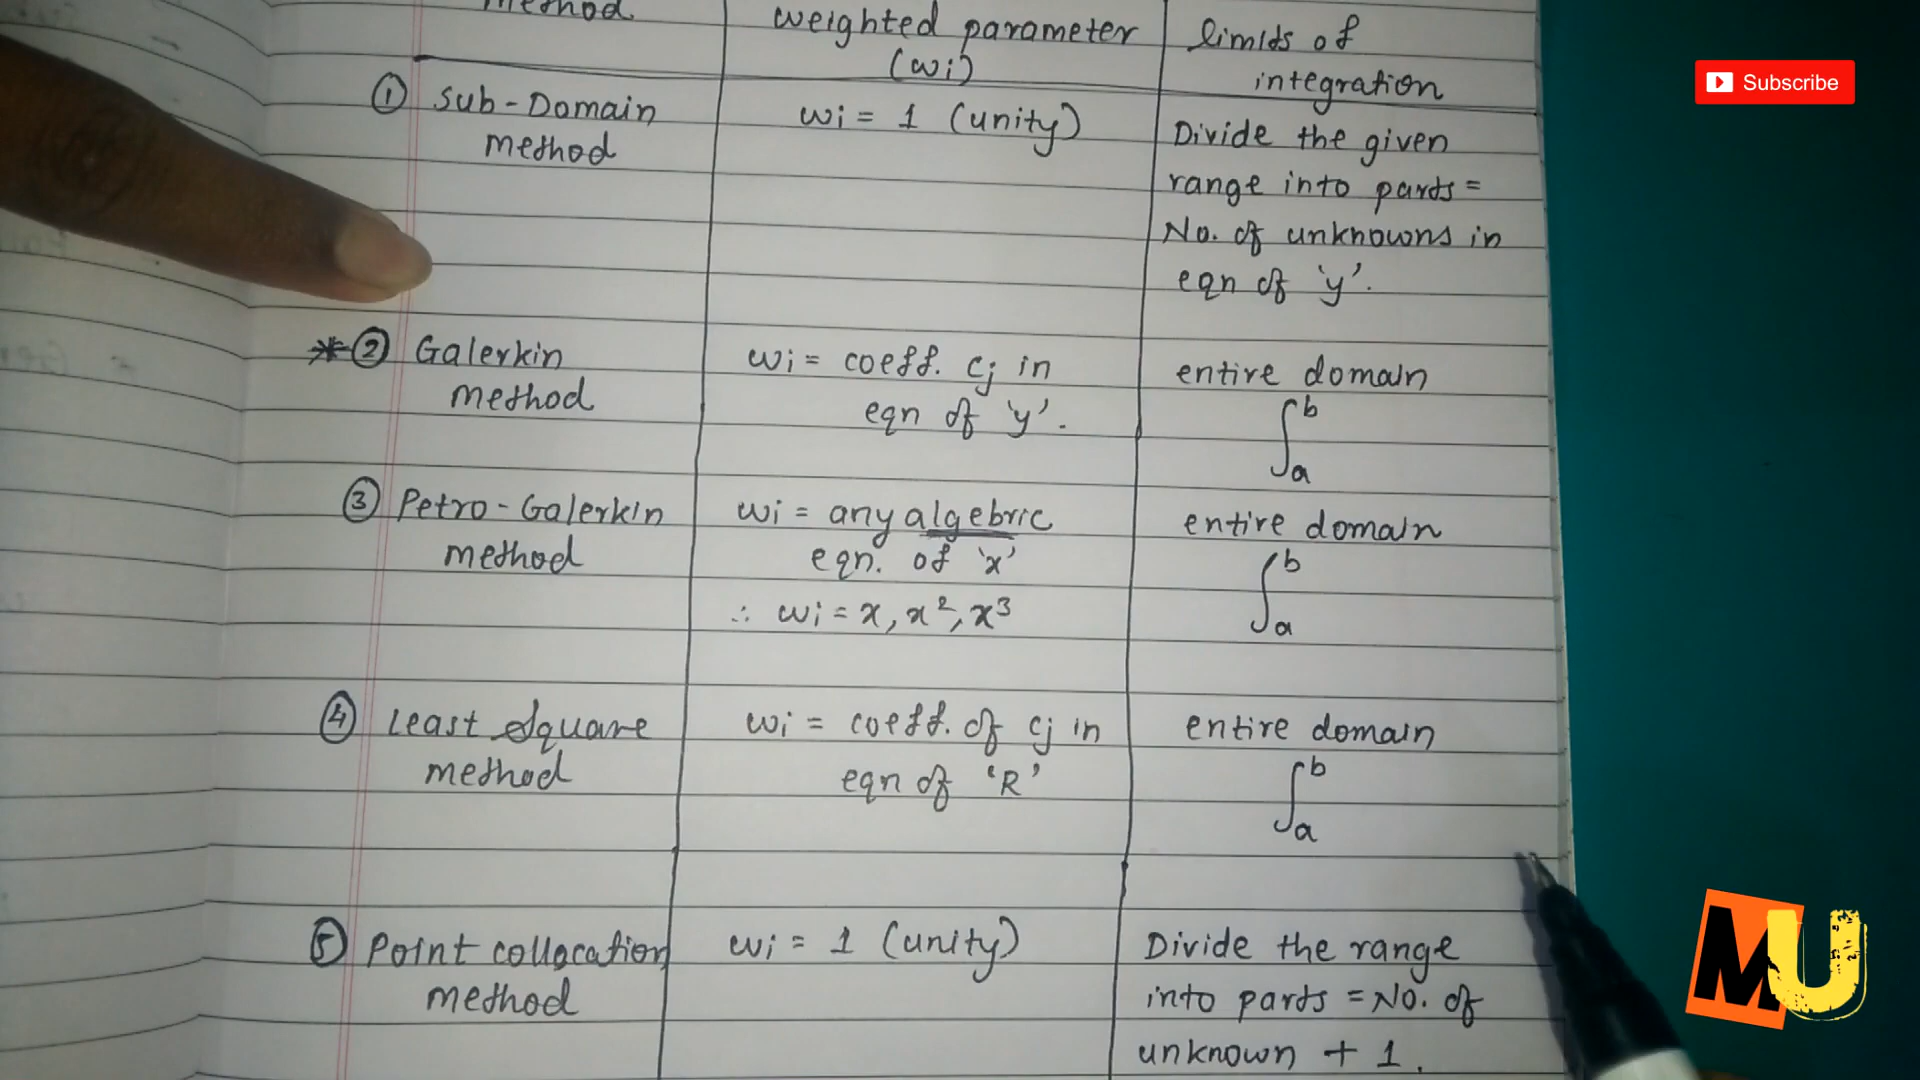 method
weighted parameter
(wi)
limits of
integration
① Sub-Domain
method
wi = 1 (unity)
Divide the given
range into parts =
No. of unknowns in
eqn of 'y'.
* ② Galerkin
method
wi = coeff. cj in
eqn of 'y'.
entire domain
∫ b
a
③ Petro-Galerkin
method
wi = any algebric
eqn. of 'x'
∴ wi = x, x², x³
entire domain
∫ b
a
④ Least Square
method
wi = coeff. of cj in
eqn of 'R'
entire domain
∫ b
a
⑤ Point collocation
method
wi = 1 (unity)
Divide the range
into parts = No. of
unknown + 1.
Subscribe
MU